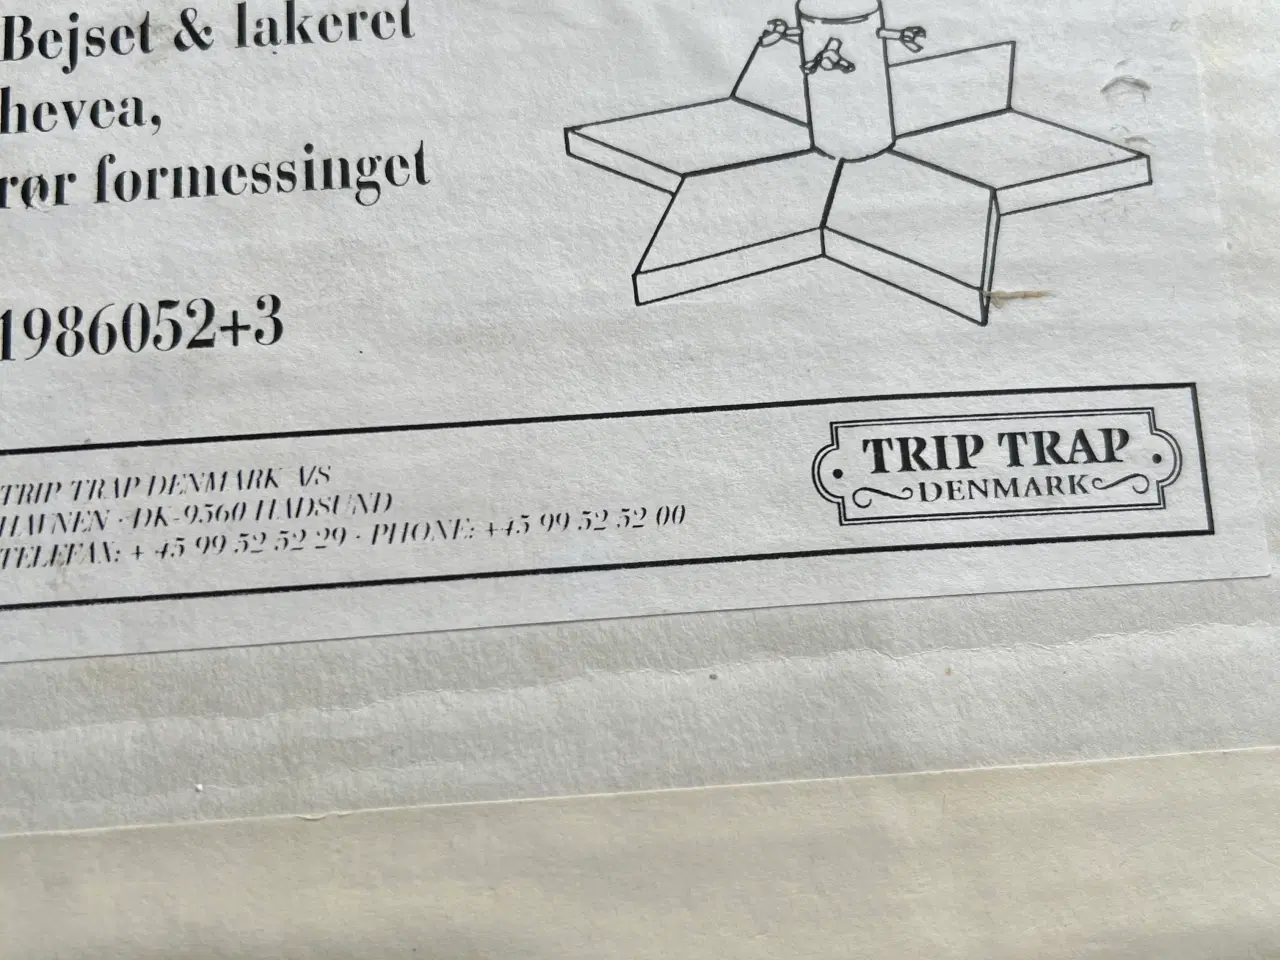 Bejset & lakeret
hevea,
rør formessinget
1986052+3
TRIP TRAP DENMARK A/S
HAVNEN · DK-9560 HADSUND
TELEFAX: + 45 99 52 52 29 · PHONE: ++45 99 52 52 00
TRIP TRAP
DENMARK